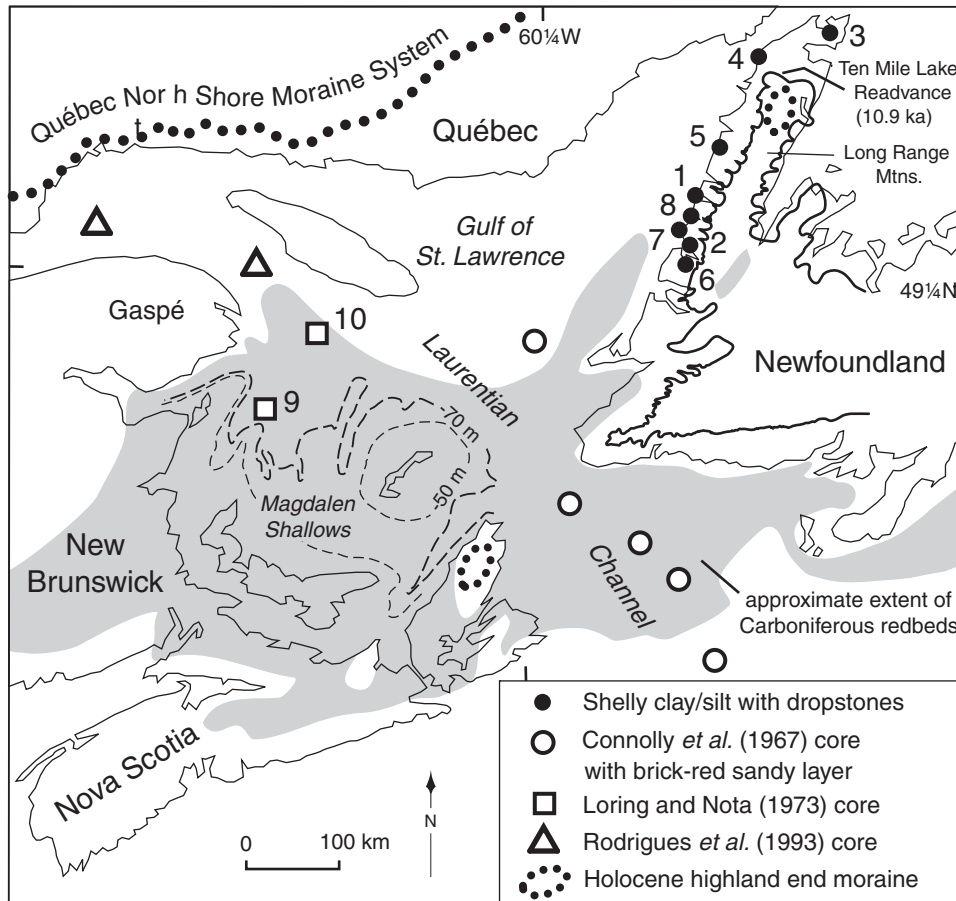 60¼W
3
4
Québec Nor h Shore Moraine System
t
Ten Mile Lake
Readvance
(10.9 ka)
Québec
5
Long Range
Mtns.
1
8
7
2
6
Gulf of
St. Lawrence
49¼N
Gaspé
10
Laurentian
Newfoundland
9
70 m
50 m
Magdalen
Shallows
New
Brunswick
Channel
approximate extent of
Carboniferous redbeds
Nova Scotia
N
0 100 km
Shelly clay/silt with dropstones
Connolly et al. (1967) core
with brick-red sandy layer
Loring and Nota (1973) core
Rodrigues et al. (1993) core
Holocene highland end moraine